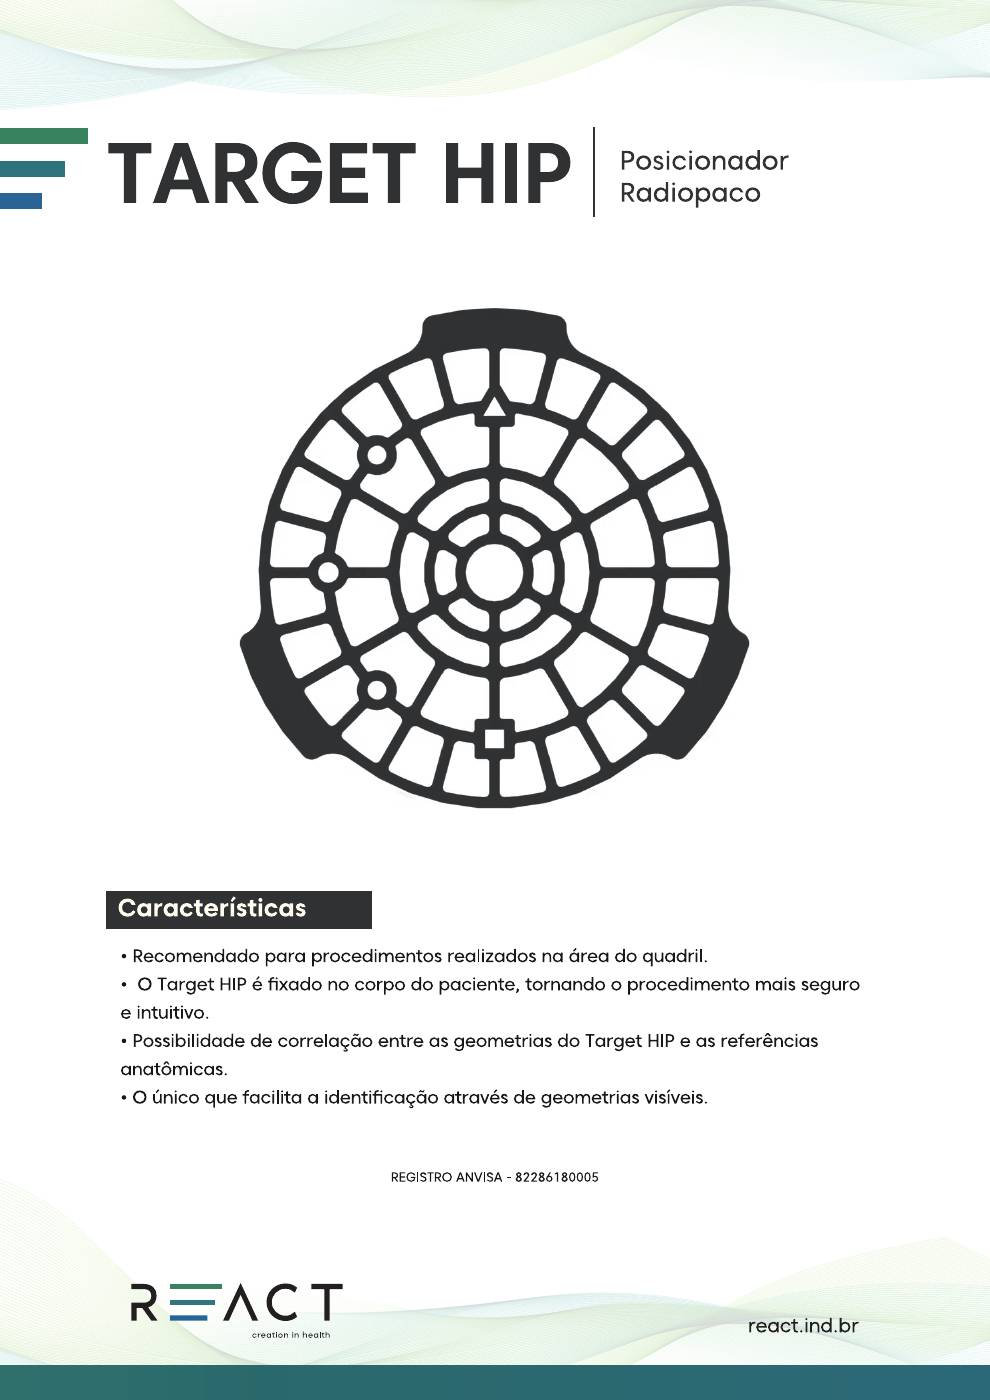 TARGET HIP
Posicionador
Radiopaco
Características
• Recomendado para procedimentos realizados na área do quadril.
• O Target HIP é fixado no corpo do paciente, tornando o procedimento mais seguro
e intuitivo.
• Possibilidade de correlação entre as geometrias do Target HIP e as referências
anatômicas.
• O único que facilita a identificação através de geometrias visíveis.
REGISTRO ANVISA - 82286180005
REACT
creation in health
react.ind.br